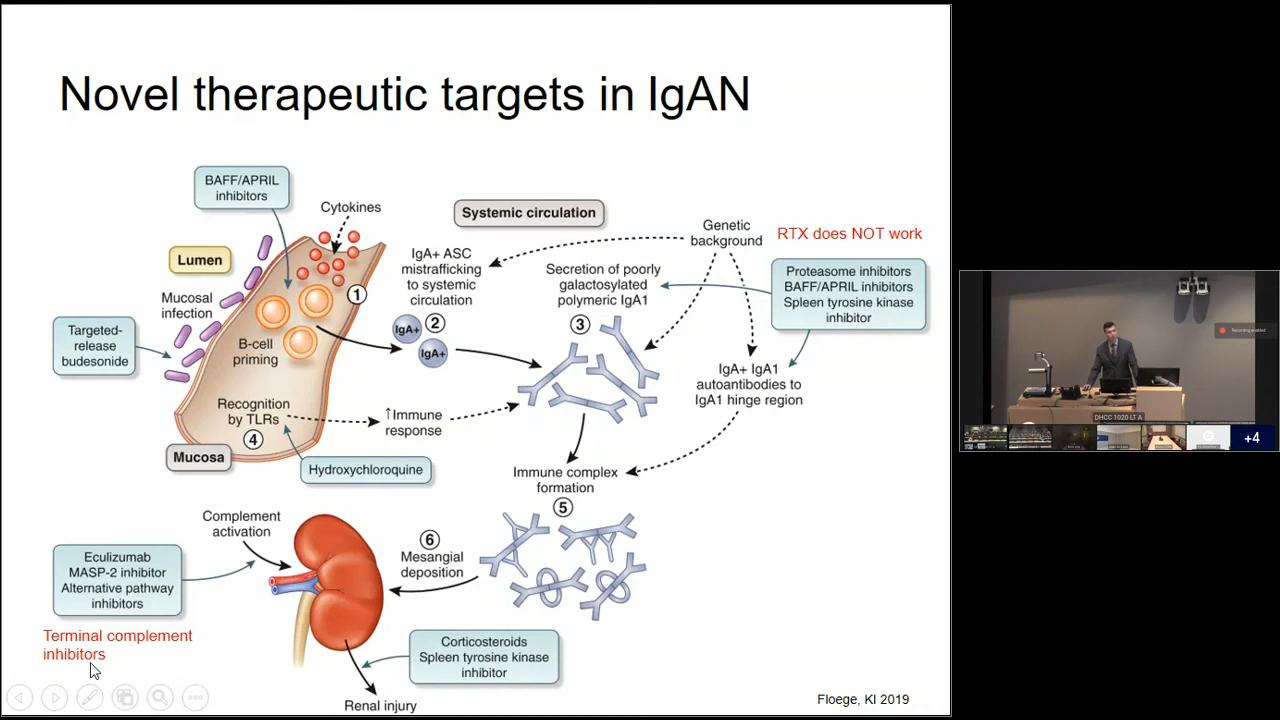 Novel therapeutic targets in IgAN
BAFF/APRIL
inhibitors
Cytokines
Systemic circulation
Genetic
background
RTX does NOT work
Lumen
IgA+ ASC
mistrafficking
to systemic
circulation
Secretion of poorly
galactosylated
polymeric IgA1
Proteasome inhibitors
BAFF/APRIL inhibitors
Spleen tyrosine kinase
inhibitor
Mucosal
infection
1
2
3
Targeted-
release
budesonide
B-cell
priming
IgA+
IgA+
IgA+ IgA1
autoantibodies to
IgA1 hinge region
Recognition
by TLRs
4
↑Immune
response
Mucosa
Hydroxychloroquine
Immune complex
formation
5
Complement
activation
6
Mesangial
deposition
Eculizumab
MASP-2 inhibitor
Alternative pathway
inhibitors
Terminal complement
inhibitors
Corticosteroids
Spleen tyrosine kinase
inhibitor
Renal injury
Floege, KI 2019
Recording enabled
DHCC 1020 LT A
+4